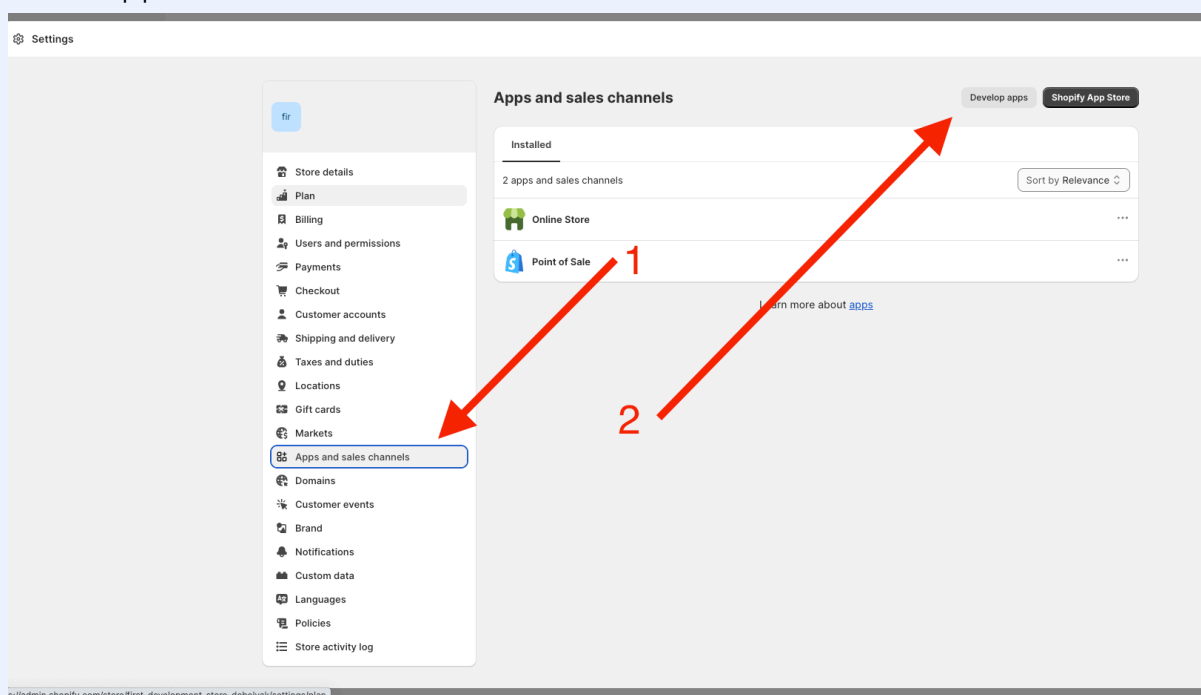 Settings
fir
Store details
Plan
Billing
Users and permissions
Payments
Checkout
Customer accounts
Shipping and delivery
Taxes and duties
Locations
Gift cards
Markets
Apps and sales channels
Domains
Customer events
Brand
Notifications
Custom data
Languages
Policies
Store activity log
Apps and sales channels
Develop apps
Shopify App Store
Installed
2 apps and sales channels
Sort by Relevance
Online Store
Point of Sale
more about apps
1
2